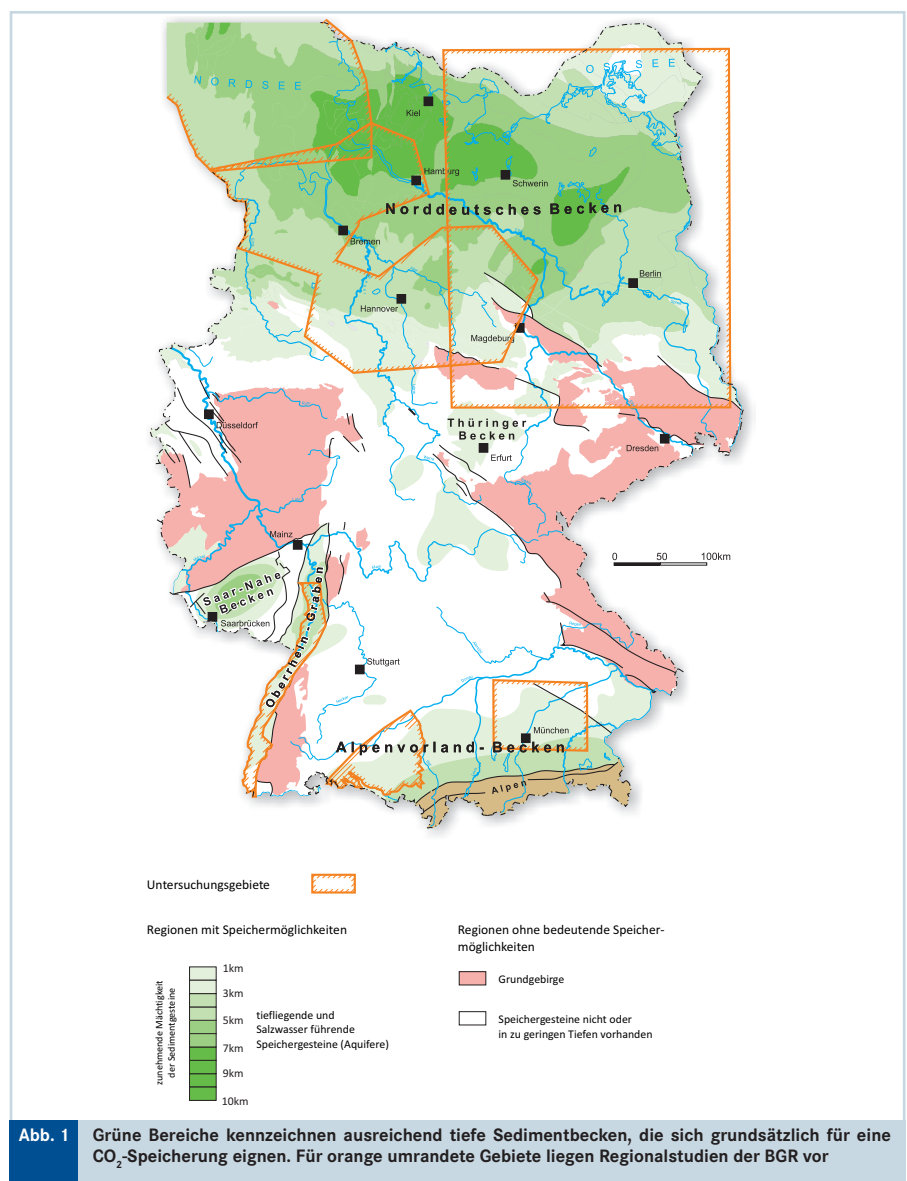 NORDSEE
OSTSEE
Kiel
Hamburg
Schwerin
Norddeutsches Becken
Bremen
Berlin
Hannover
Magdeburg
Düsseldorf
Thüringer
Becken
Erfurt
Dresden
Mainz
0 50 100km
Saar-Nahe
Becken
Saarbrücken
Oberrhein-Graben
Stuttgart
München
Alpenvorland-Becken
Alpen
Untersuchungsgebiete
Regionen mit Speichermöglichkeiten
zunehmende Mächtigkeit
der Sedimentgesteine
1km
3km
5km
7km
9km
10km
tiefliegende und
Salzwasser führende
Speichergesteine (Aquifere)
Regionen ohne bedeutende Speicher-
möglichkeiten
Grundgebirge
Speichergesteine nicht oder
in zu geringen Tiefen vorhanden
Abb. 1
Grüne Bereiche kennzeichnen ausreichend tiefe Sedimentbecken, die sich grundsätzlich für eine
CO₂-Speicherung eignen. Für orange umrandete Gebiete liegen Regionalstudien der BGR vor